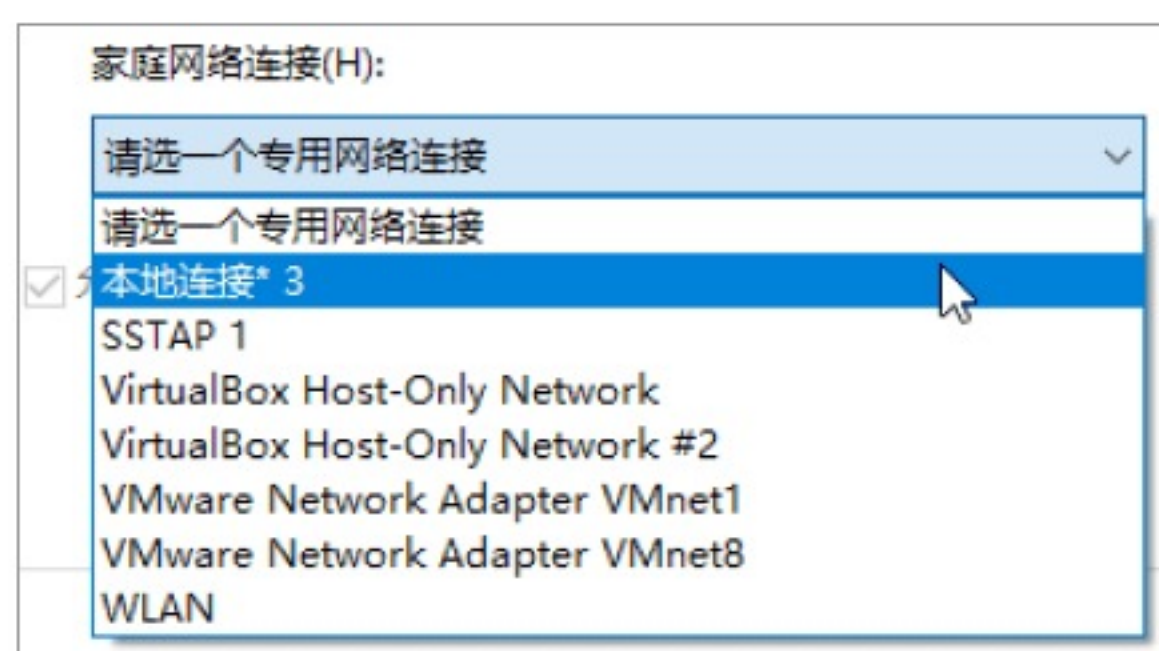 家庭网络连接(H):
请选一个专用网络连接
请选一个专用网络连接
本地连接* 3
SSTAP 1
VirtualBox Host-Only Network
VirtualBox Host-Only Network #2
VMware Network Adapter VMnet1
VMware Network Adapter VMnet8
WLAN